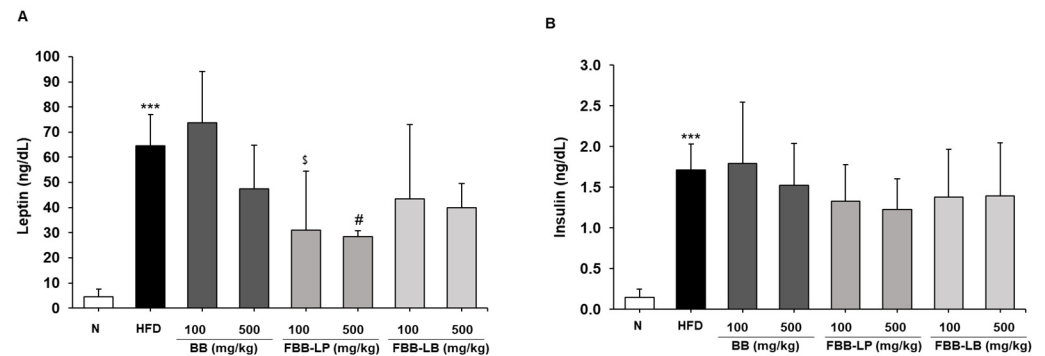 A
Leptin (ng/dL)
100
90
80
70
60
50
40
30
20
10
0
***
$
#
N HFD 100 500 100 500 100 500
BB (mg/kg) FBB-LP (mg/kg) FBB-LB (mg/kg)
B
Insulin (ng/dL)
3.0
2.5
2.0
1.5
1.0
0.5
0.0
***
N HFD 100 500 100 500 100 500
BB (mg/kg) FBB-LP (mg/kg) FBB-LB (mg/kg)